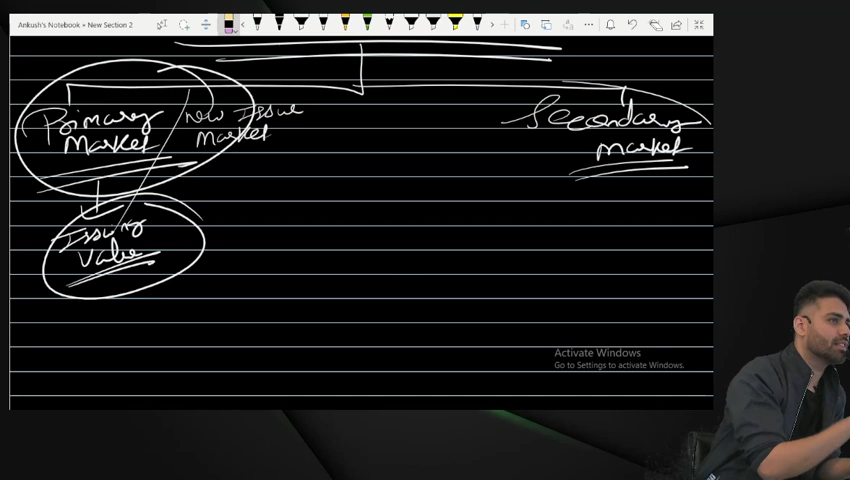 Ankush's Notebook > New Section 2
Primary
Market
New Issue
Market
Secondary
Market
Issuing
Value
Activate Windows
Go to Settings to activate Windows.